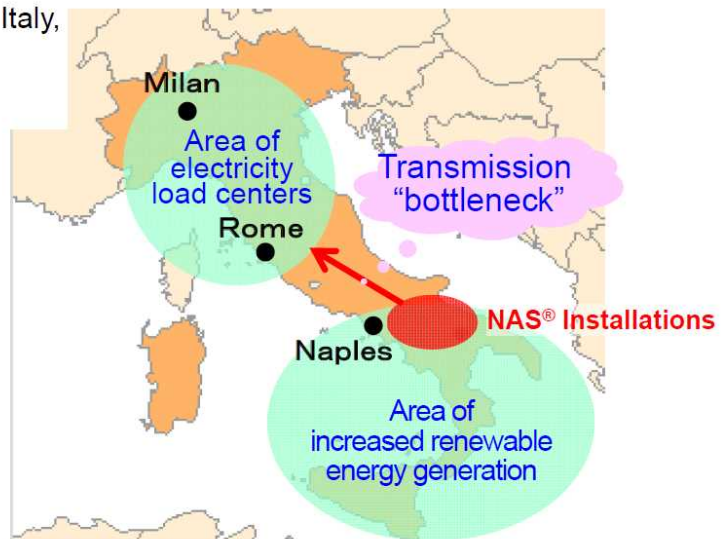 Italy,
Milan
Area of
electricity
load centers
Transmission
“bottleneck”
Rome
NAS® Installations
Naples
Area of
increased renewable
energy generation